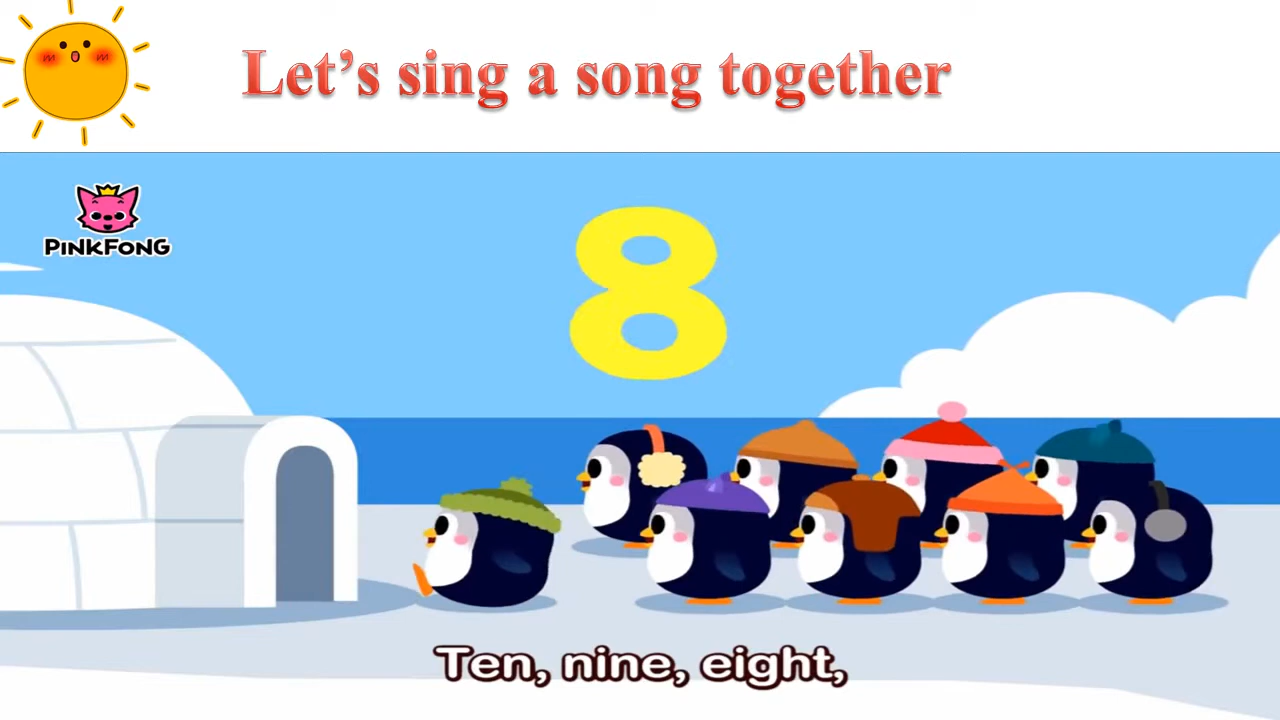 Let's sing a song together
PINKFONG
8
Ten, nine, eight,